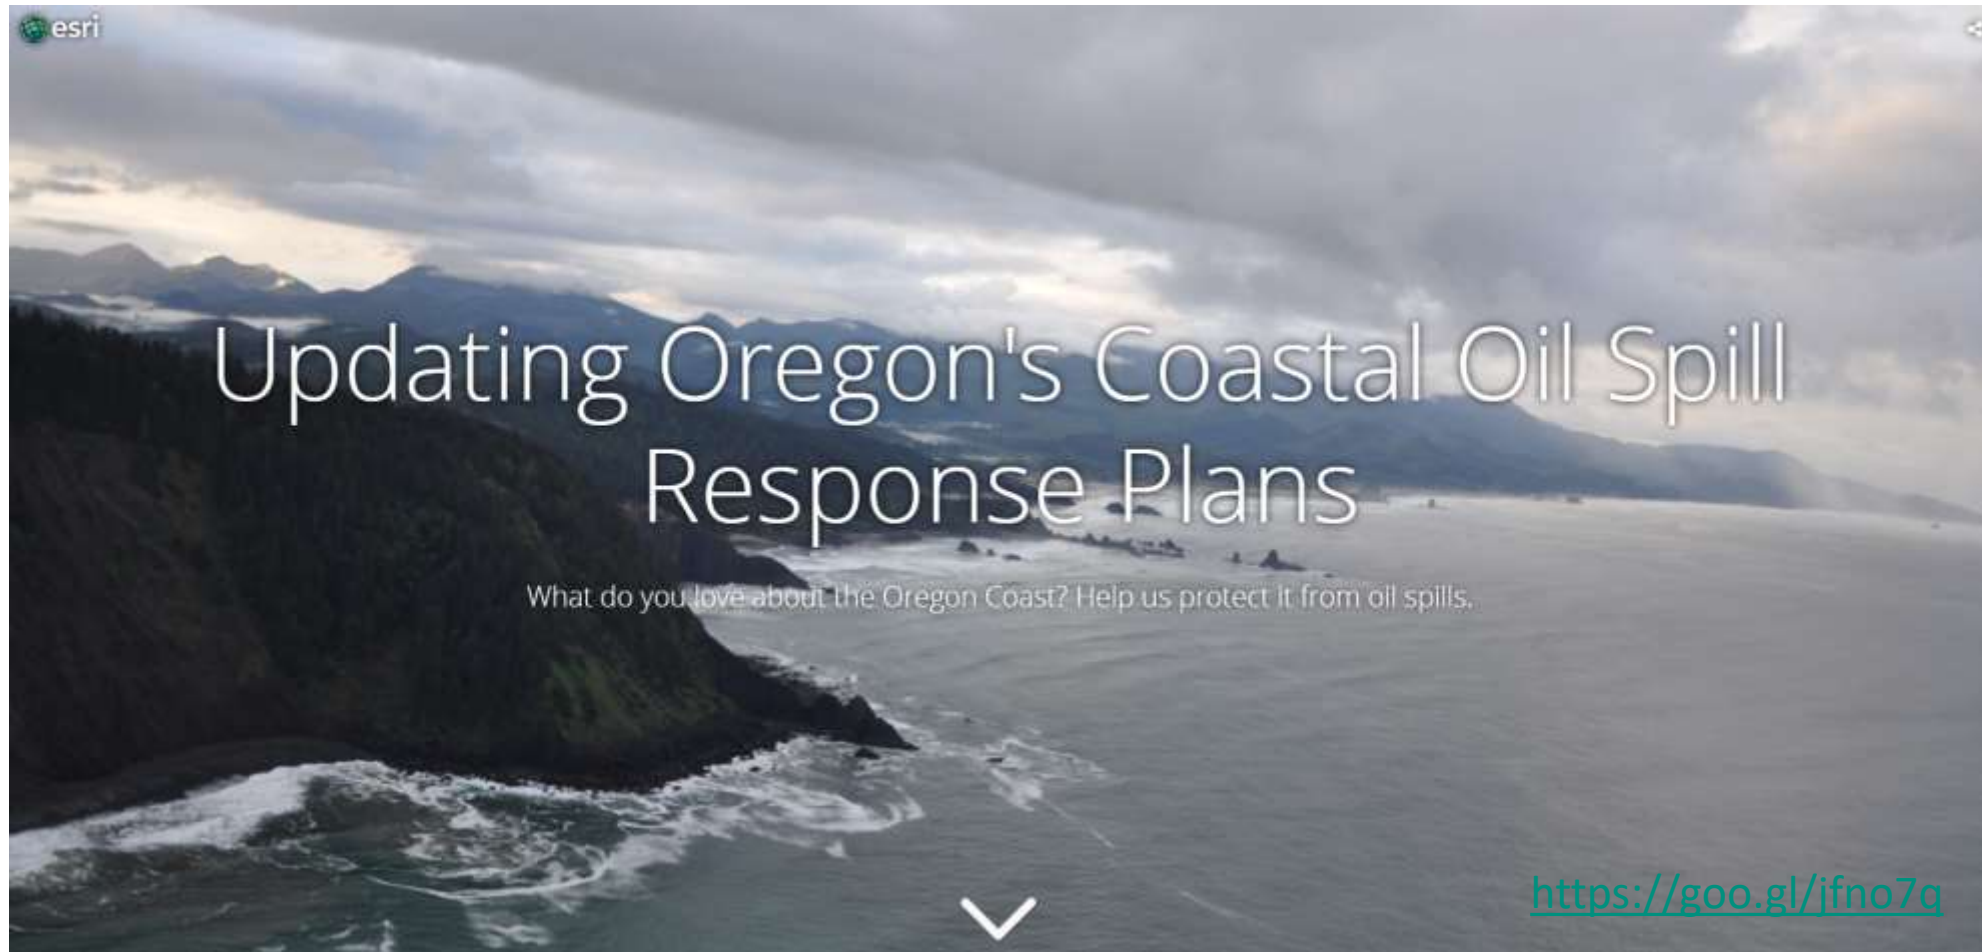 esri
Updating Oregon's Coastal Oil Spill
Response Plans
What do you love about the Oregon Coast? Help us protect it from oil spills.
https://goo.gl/jfno7q